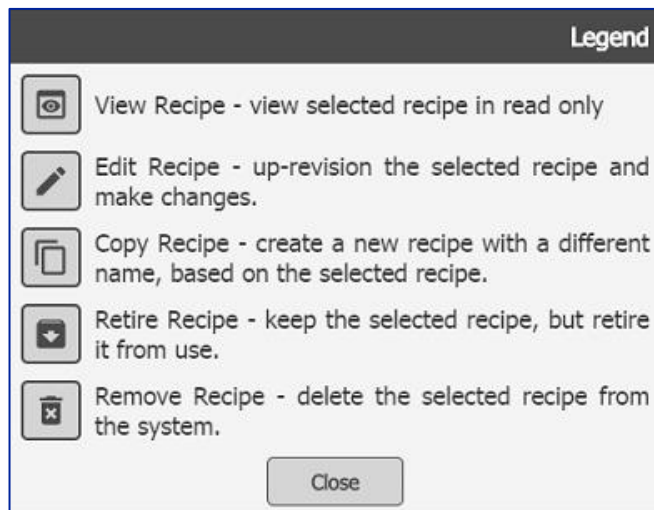 Legend
View Recipe - view selected recipe in read only
Edit Recipe - up-revision the selected recipe and
make changes.
Copy Recipe - create a new recipe with a different
name, based on the selected recipe.
Retire Recipe - keep the selected recipe, but retire
it from use.
Remove Recipe - delete the selected recipe from
the system.
Close